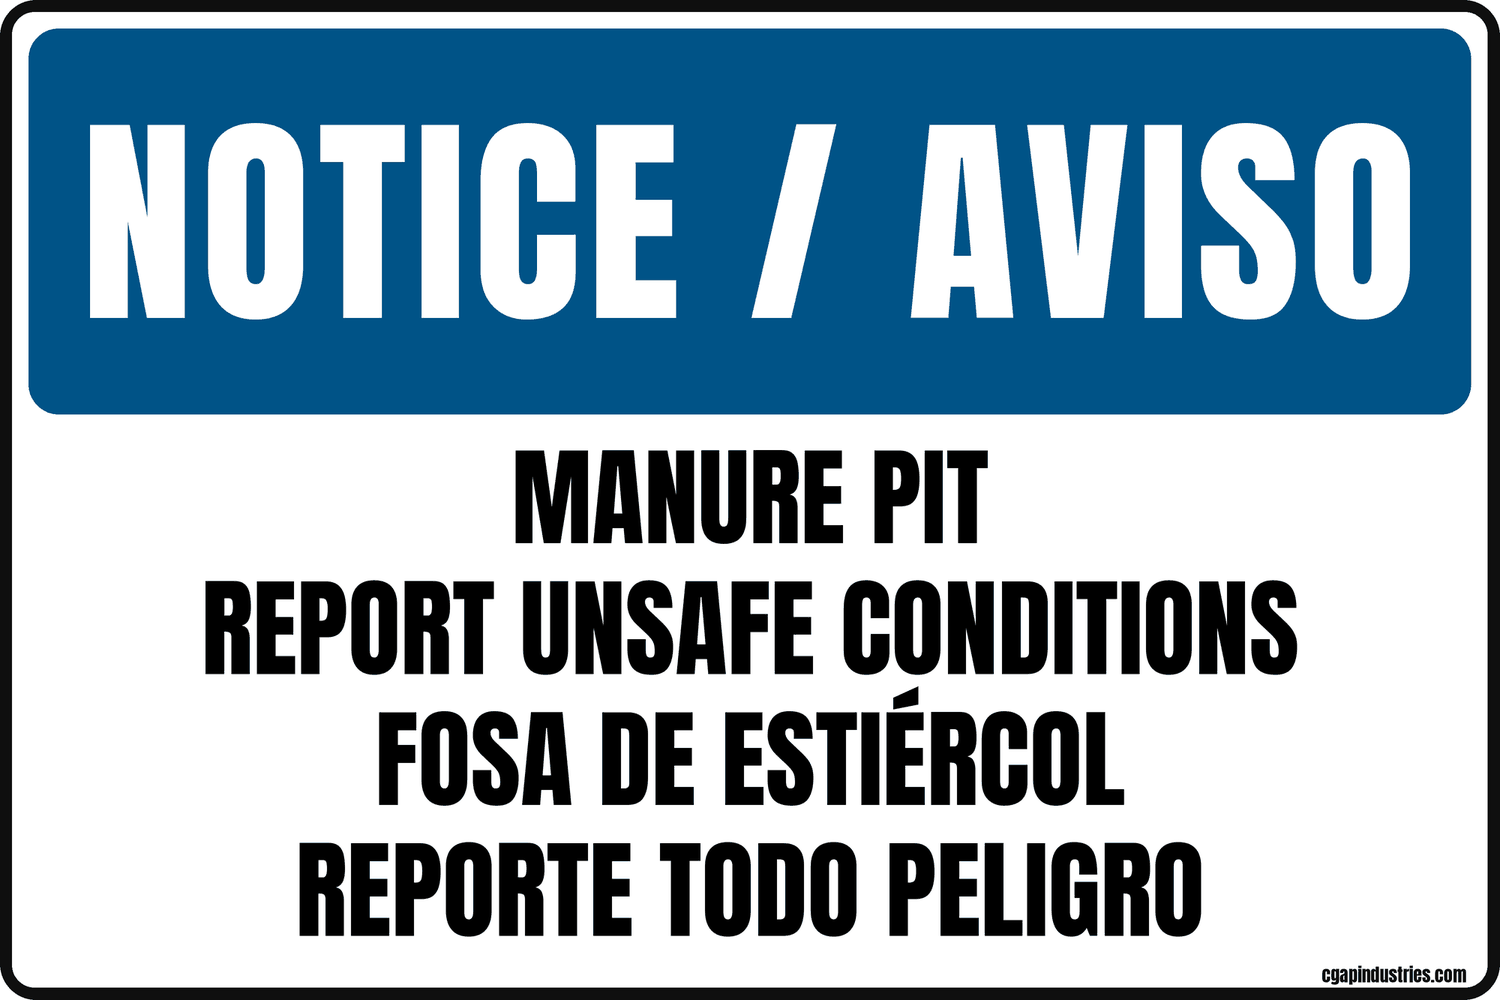 NOTICE / AVISO
MANURE PIT
REPORT UNSAFE CONDITIONS
FOSA DE ESTIÉRCOL
REPORTE TODO PELIGRO
cgapindustries.com